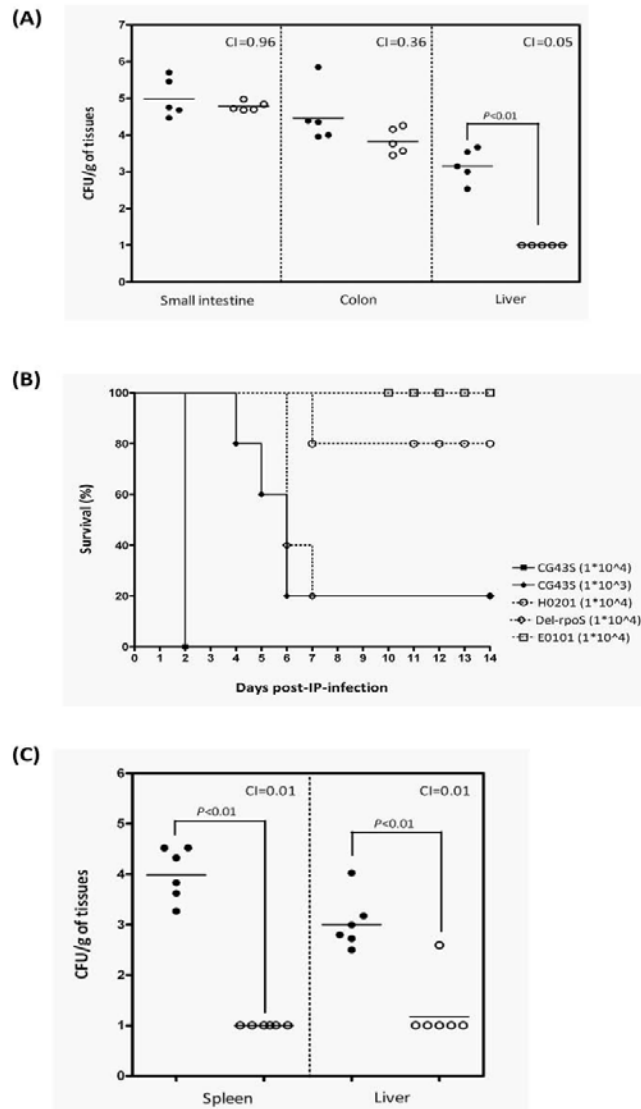 (A)
CI=0.96 CI=0.36 CI=0.05
P<0.01
CFU/g of tissues
6
5
4
3
2
1
0
Small intestine Colon Liver
(B)
Survival (%)
100
80
60
40
20
0
0 1 2 3 4 5 6 7 8 9 10 11 12 13 14
Days post-IP-infection
CG43S (1*10^4)
CG43S (1*10^3)
H0201 (1*10^4)
Del-rpoS (1*10^4)
E0101 (1*10^4)
(C)
CI=0.01 CI=0.01
P<0.01 P<0.01
CFU/g of tissues
6
5
4
3
2
1
0
Spleen Liver